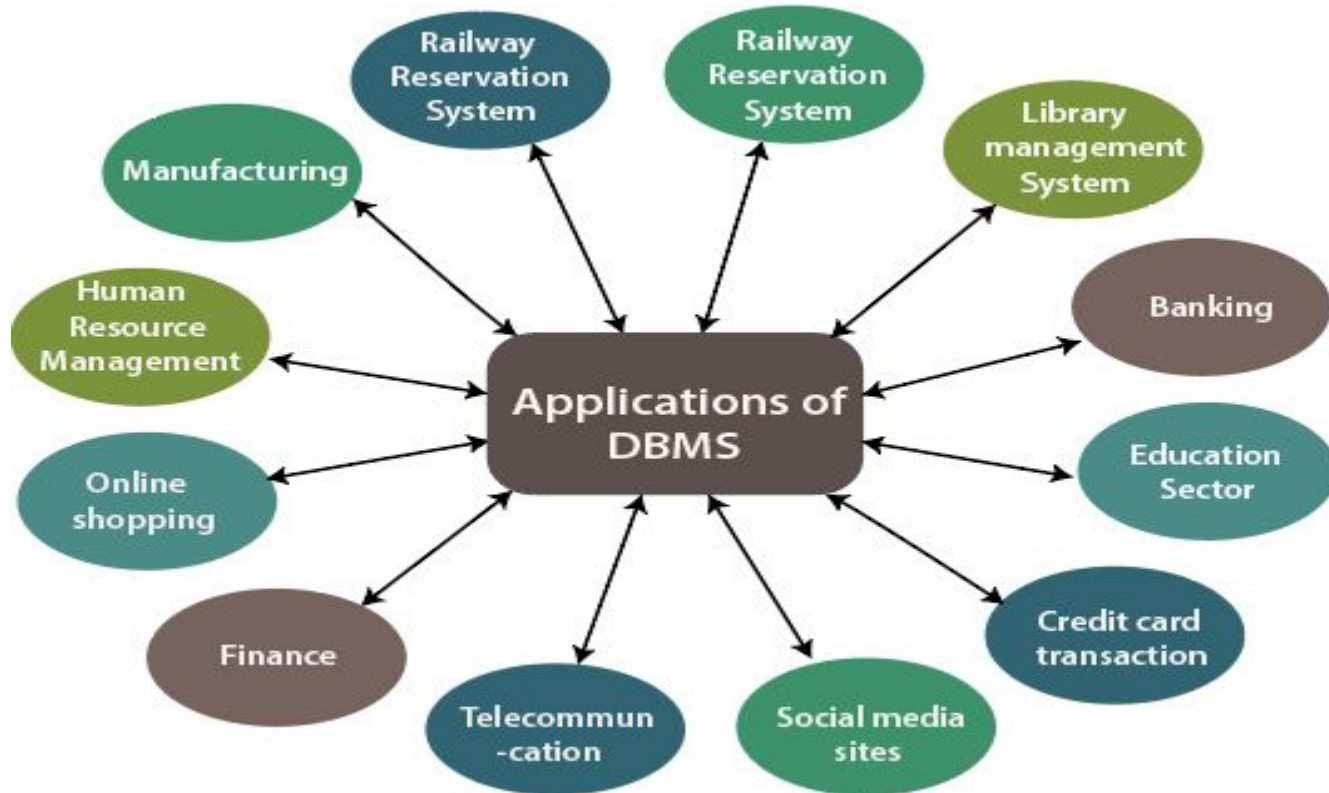 Railway
Reservation
System
Railway
Reservation
System
Library
management
System
Manufacturing
Banking
Human
Resource
Management
Applications of
DBMS
Education
Sector
Online
shopping
Credit card
transaction
Finance
Telecommun
-cation
Social media
sites